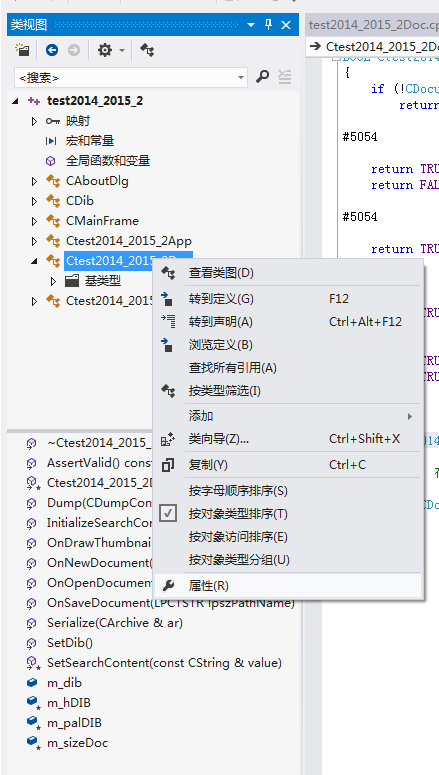 类视图
test2014_2015_2Doc.cp
Ctest2014_2015_2Do
<搜索>
test2014_2015_2
映射
宏和常量
全局函数和变量
CAboutDlg
CDib
CMainFrame
Ctest2014_2015_2App
Ctest2014_2015_2D
基类型
Ctest2014_2015
{
if (!CDocu
return
#5054
return TRU
return FAL
#5054
return TRU
查看类图(D)
转到定义(G) F12
转到声明(A) Ctrl+Alt+F12
浏览定义(B)
查找所有引用(A)
按类型筛选(I)
添加
类向导(Z)... Ctrl+Shift+X
复制(Y) Ctrl+C
按字母顺序排序(S)
按对象类型排序(T)
按对象访问排序(E)
按对象类型分组(U)
属性(R)
TRU
TRU
TRU
014
CDoc
~Ctest2014_2015_
AssertValid() const
Ctest2014_2015_2D
Dump(CDumpCon
InitializeSearchCon
OnDrawThumbnai
OnNewDocument(
OnOpenDocument
OnSaveDocument(LPCTSTR lpszPathName)
Serialize(CArchive & ar)
SetDib()
SetSearchContent(const CString & value)
m_dib
m_hDIB
m_palDIB
m_sizeDoc